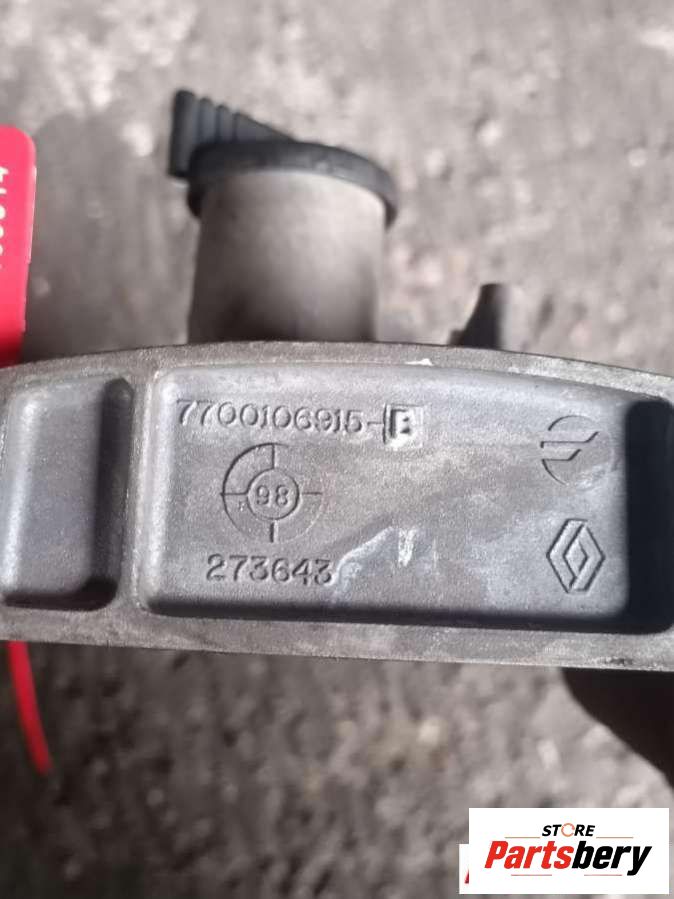 7700106915-B
98
273643
STORE
Partsbery